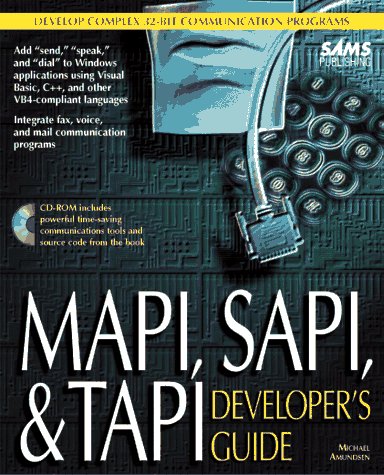 DEVELOP COMPLEX 32-BIT COMMUNICATION PROGRAMS
Add “send,” “speak,”
and “dial” to Windows
applications using Visual
Basic, C++, and other
VB4-compliant languages
Integrate fax, voice,
and mail communication
programs
SAMS
PUBLISHING
CD-ROM includes
powerful time-saving
communications tools and
source code from the book
MAPI, SAPI,
& TAPI
DEVELOPER'S
GUIDE
MICHAEL
AMUNDSEN